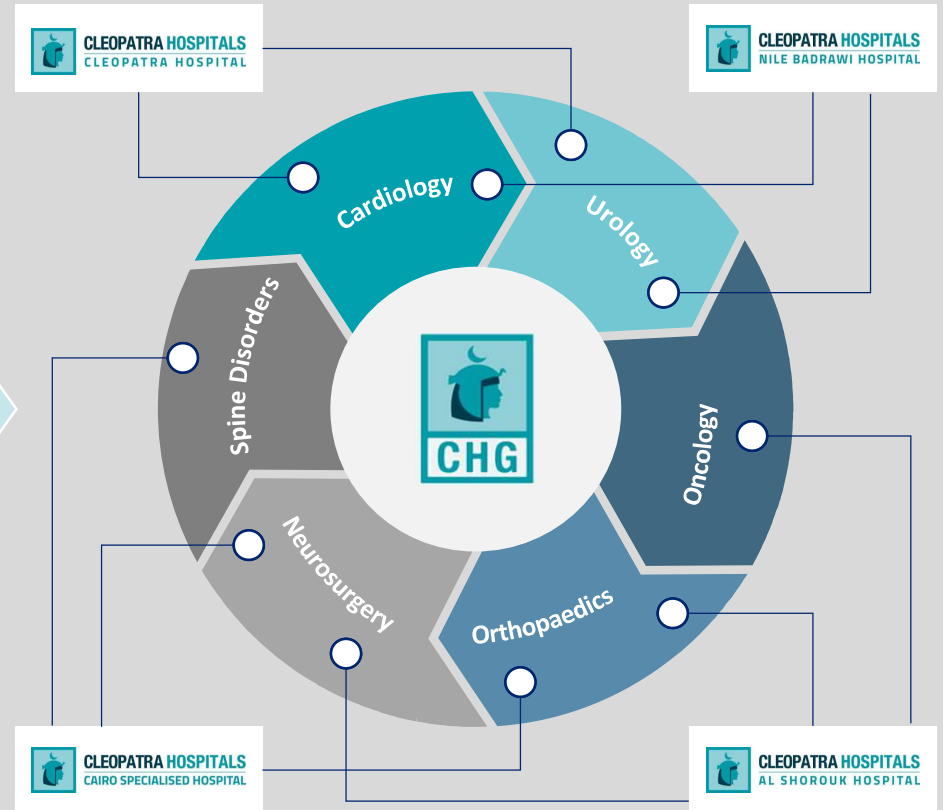 CLEOPATRA HOSPITALS
CLEOPATRA HOSPITAL
CLEOPATRA HOSPITALS
NILE BADRAWI HOSPITAL
Cardiology
Urology
Spine Disorders
CHG
Oncology
Neurosurgery
Orthopaedics
CLEOPATRA HOSPITALS
CAIRO SPECIALISED HOSPITAL
CLEOPATRA HOSPITALS
AL SHOROUK HOSPITAL